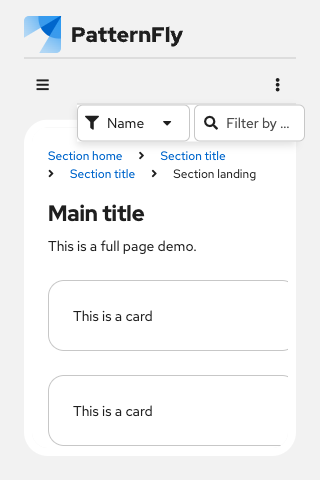 PatternFly
Name Filter by ...
Section home Section title
Section title Section landing
Main title
This is a full page demo.
This is a card
This is a card